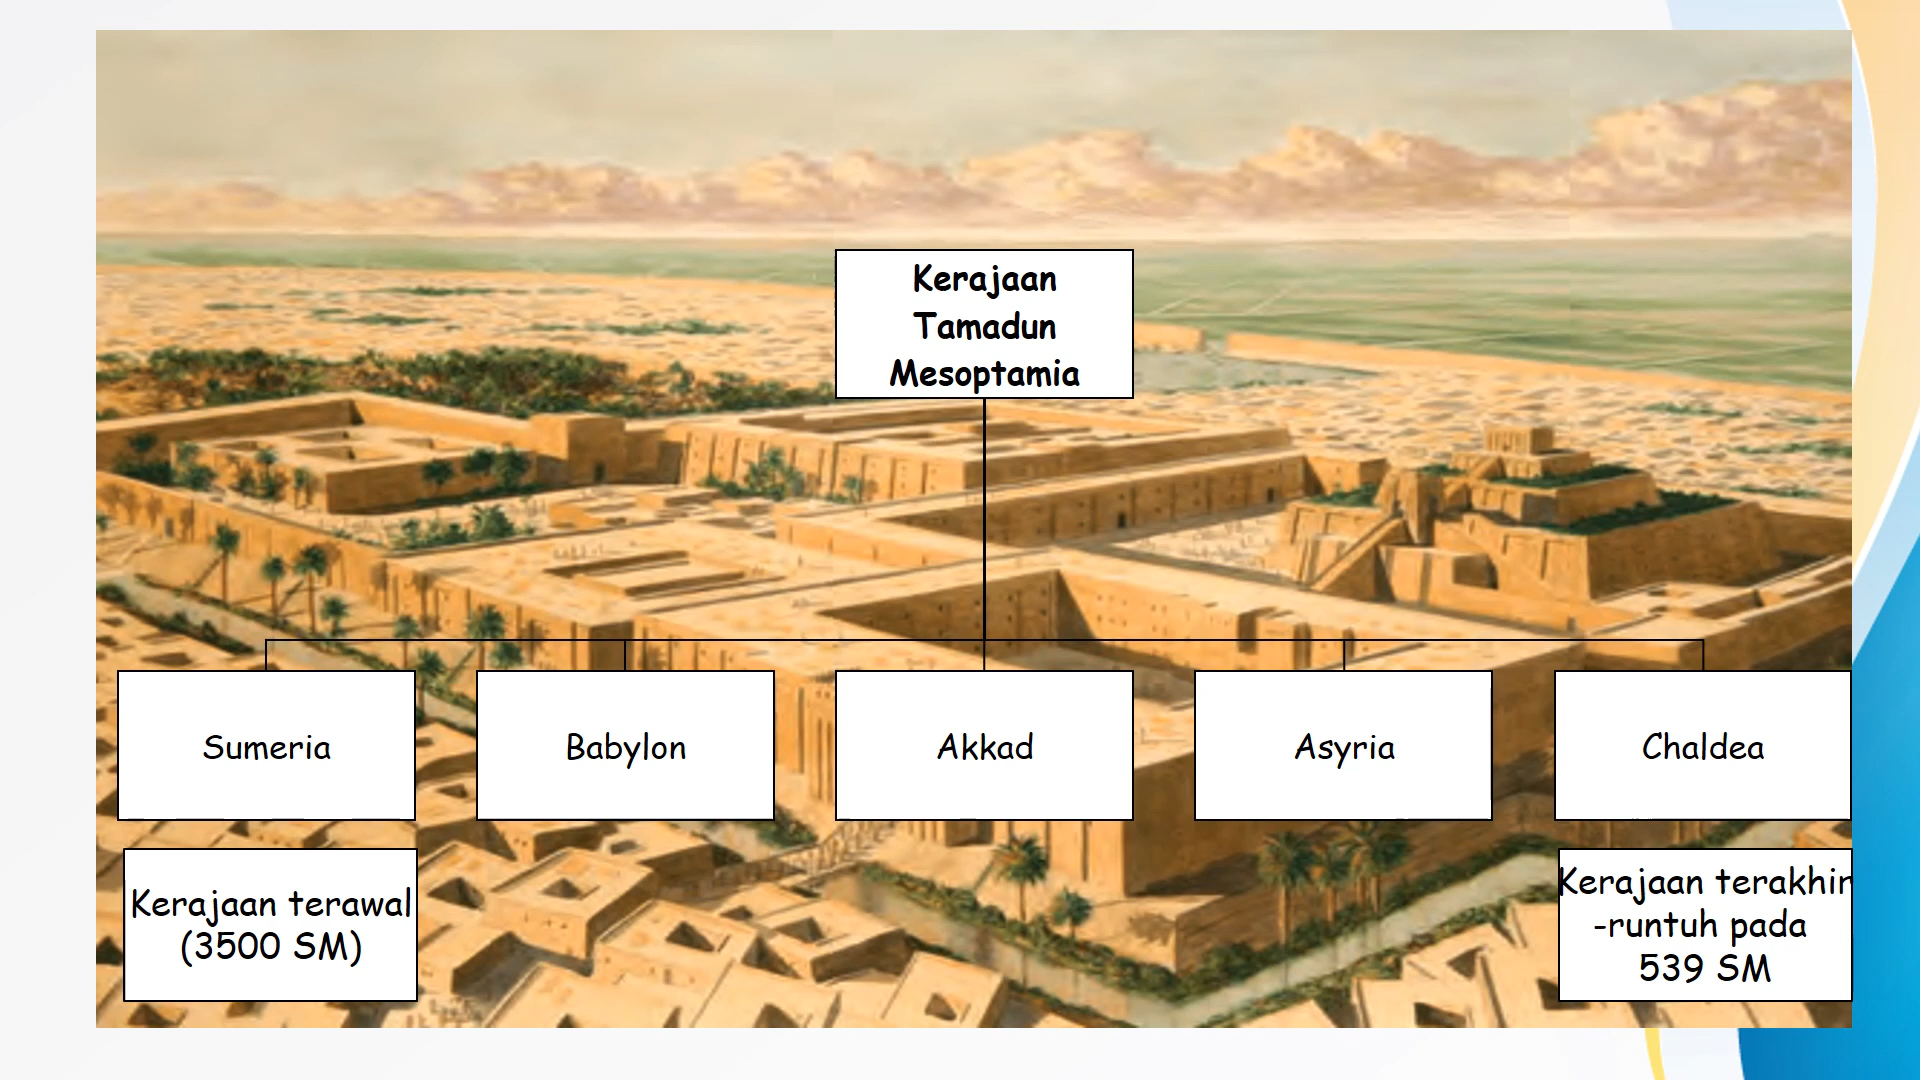 Kerajaan
Tamadun
Mesoptamia
Sumeria
Babylon
Akkad
Asyria
Chaldea
Kerajaan terawal
(3500 SM)
Kerajaan terakhir
-runtuh pada
539 SM